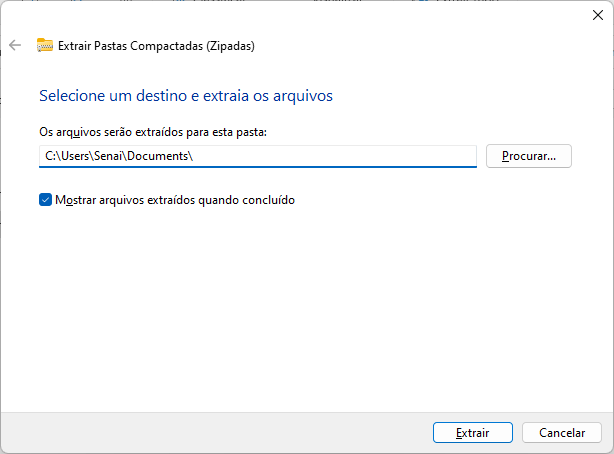 Extrair Pastas Compactadas (Zipadas)
Selecione um destino e extraia os arquivos
Os arquivos serão extraídos para esta pasta:
C:\Users\Senai\Documents\
Procurar...
Mostrar arquivos extraídos quando concluído
Extrair
Cancelar